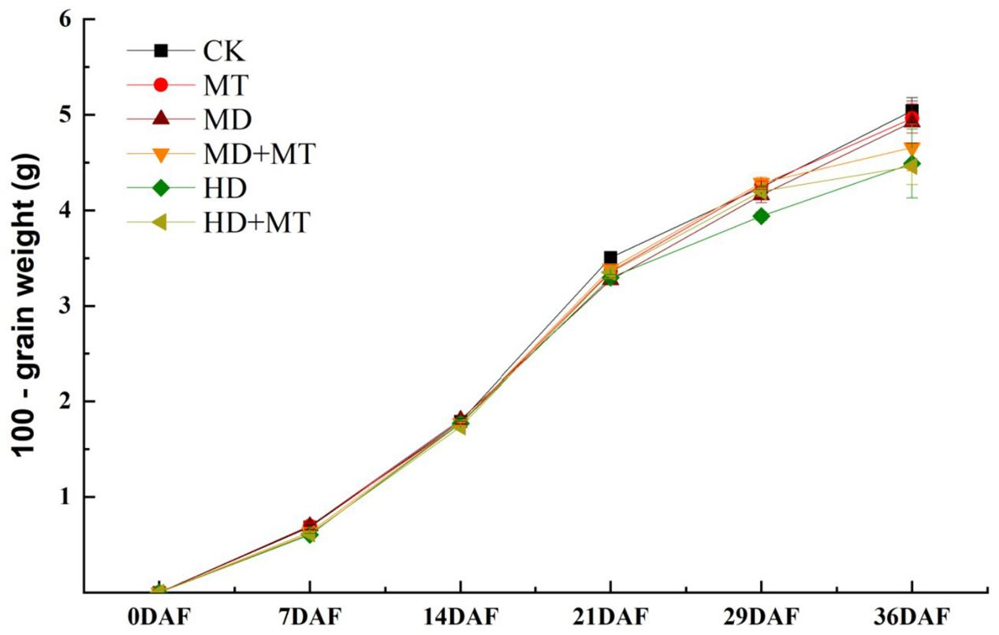 6
5
4
3
2
1
100 - grain weight (g)
CK
MT
MD
MD+MT
HD
HD+MT
0DAF 7DAF 14DAF 21DAF 29DAF 36DAF